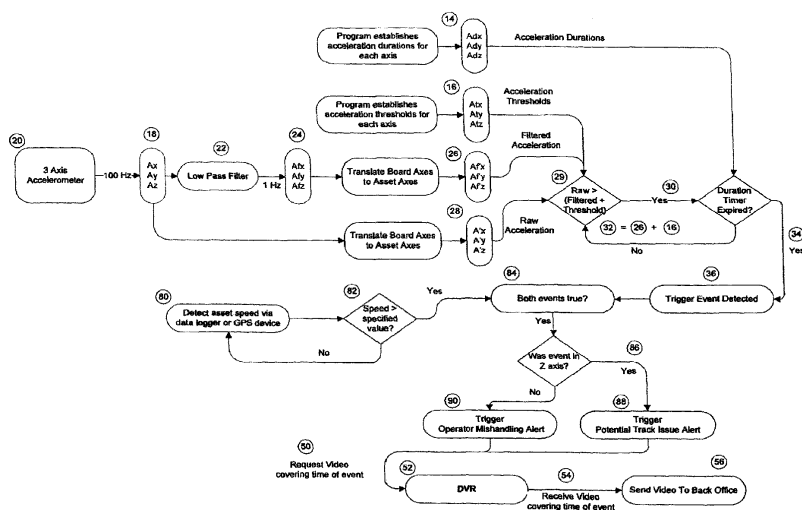 14
Program establishes
acceleration durations for
each axis
Adx
Ady
Adz
Acceleration Durations
16
Program establishes
acceleration thresholds for
each axis
Atx
Aty
Atz
Acceleration
Thresholds
20
3 Axis
Accelerometer
100 Hz
18
Ax
Ay
Az
22
Low Pass Filter
1 Hz
24
Afx
Afy
Afz
Translate Board Axes
to Asset Axes
26
Af'x
Af'y
Af'z
Filtered
Acceleration
29
Raw >
(Filtered +
Threshold)
Yes
30
Duration
Timer
Expired?
32 = 26 + 16
No
34
Yes
Translate Board Axes
to Asset Axes
28
A'x
A'y
A'z
Raw
Acceleration
80
Detect asset speed via
data logger or GPS device
82
Speed >
specified
value?
Yes
No
84
Both events true?
36
Trigger Event Detected
Yes
Was event in
Z axis?
86
Yes
No
90
Trigger
Operator Mishandling Alert
88
Trigger
Potential Track Issue Alert
50
Request Video
covering time of event
52
DVR
54
Receive Video
covering time of event
56
Send Video To Back Office